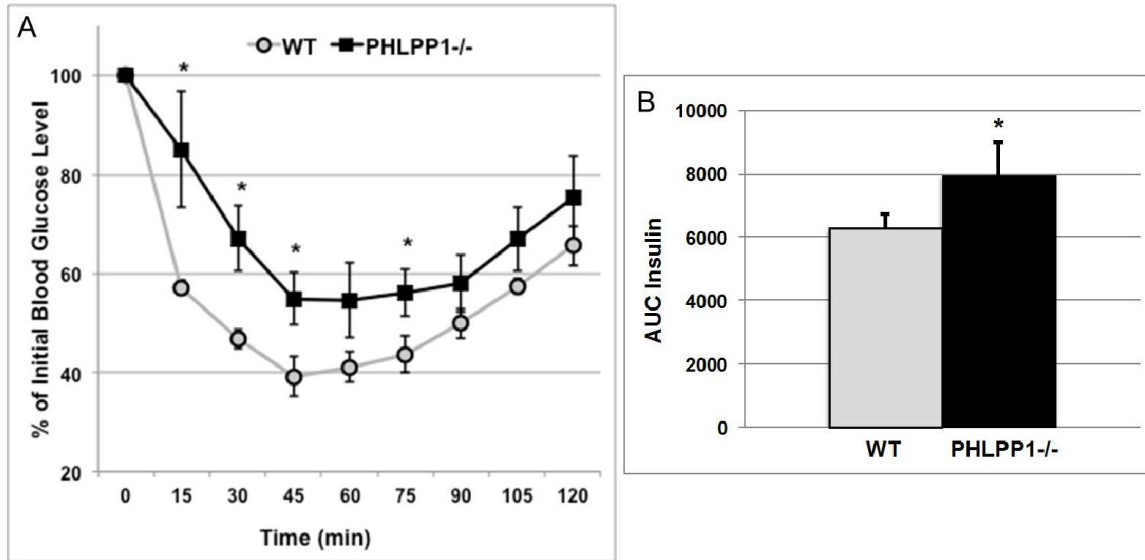 A
WT PHLPP1-/-
% of Initial Blood Glucose Level
100
80
60
40
20
* * * *
0 15 30 45 60 75 90 105 120
Time (min)
B
AUC Insulin
10000
8000
6000
4000
2000
0
*
WT PHLPP1-/-